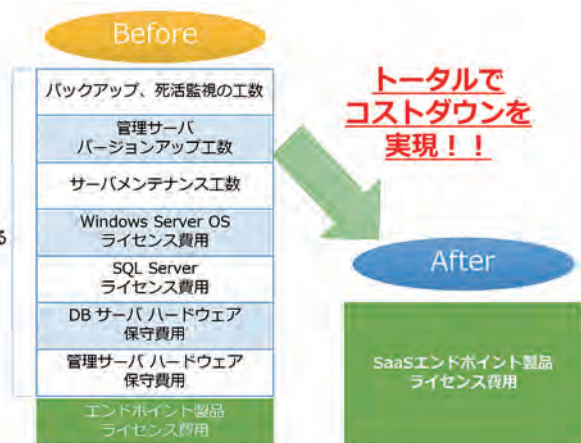 Before
バックアップ、死活監視の工数
管理サーバ
バージョンアップ工数
サーバメンテナンス工数
Windows Server OS
ライセンス費用
SQL Server
ライセンス費用
DB サーバ ハードウェア
保守費用
管理サーバ ハードウェア
保守費用
エンドポイント製品
ライセンス費用
る
トータルで
コストダウンを
実現！！
After
SaaSエンドポイント製品
ライセンス費用